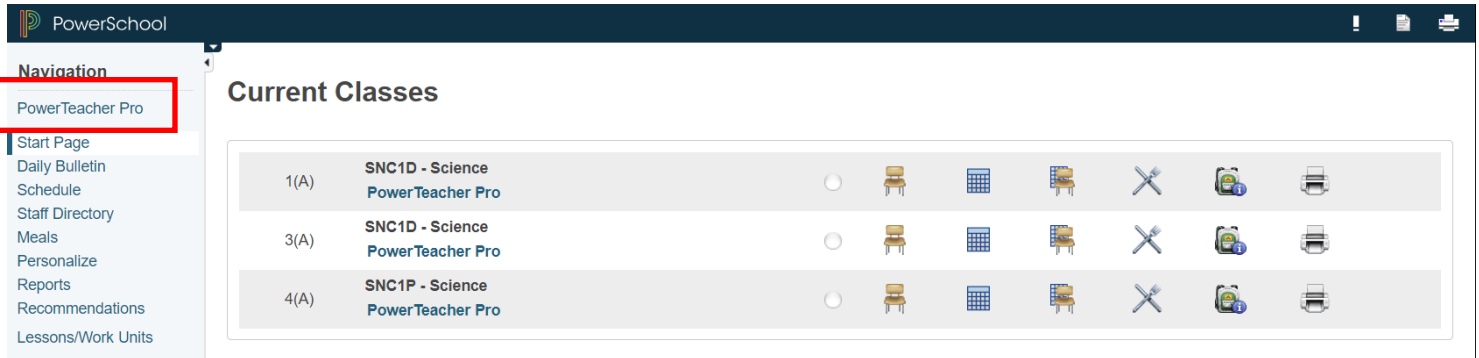 PowerSchool
Navigation
PowerTeacher Pro
Start Page
Daily Bulletin
Schedule
Staff Directory
Meals
Personalize
Reports
Recommendations
Lessons/Work Units
Current Classes
1(A) SNC1D - Science
PowerTeacher Pro
3(A) SNC1D - Science
PowerTeacher Pro
4(A) SNC1P - Science
PowerTeacher Pro